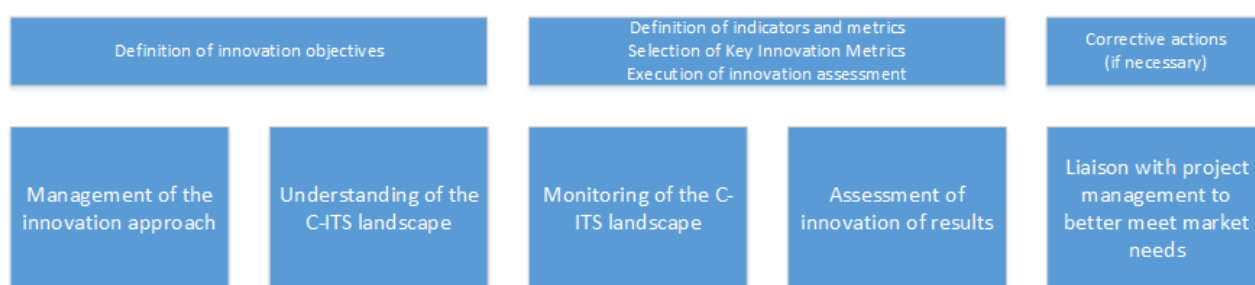 Definition of innovation objectives
Definition of indicators and metrics
Selection of Key Innovation Metrics
Execution of innovation assessment
Corrective actions
(if necessary)
Management of the
innovation approach
Understanding of the
C-ITS landscape
Monitoring of the C-
ITS landscape
Assessment of
innovation of results
Liaison with project
management to
better meet market
needs